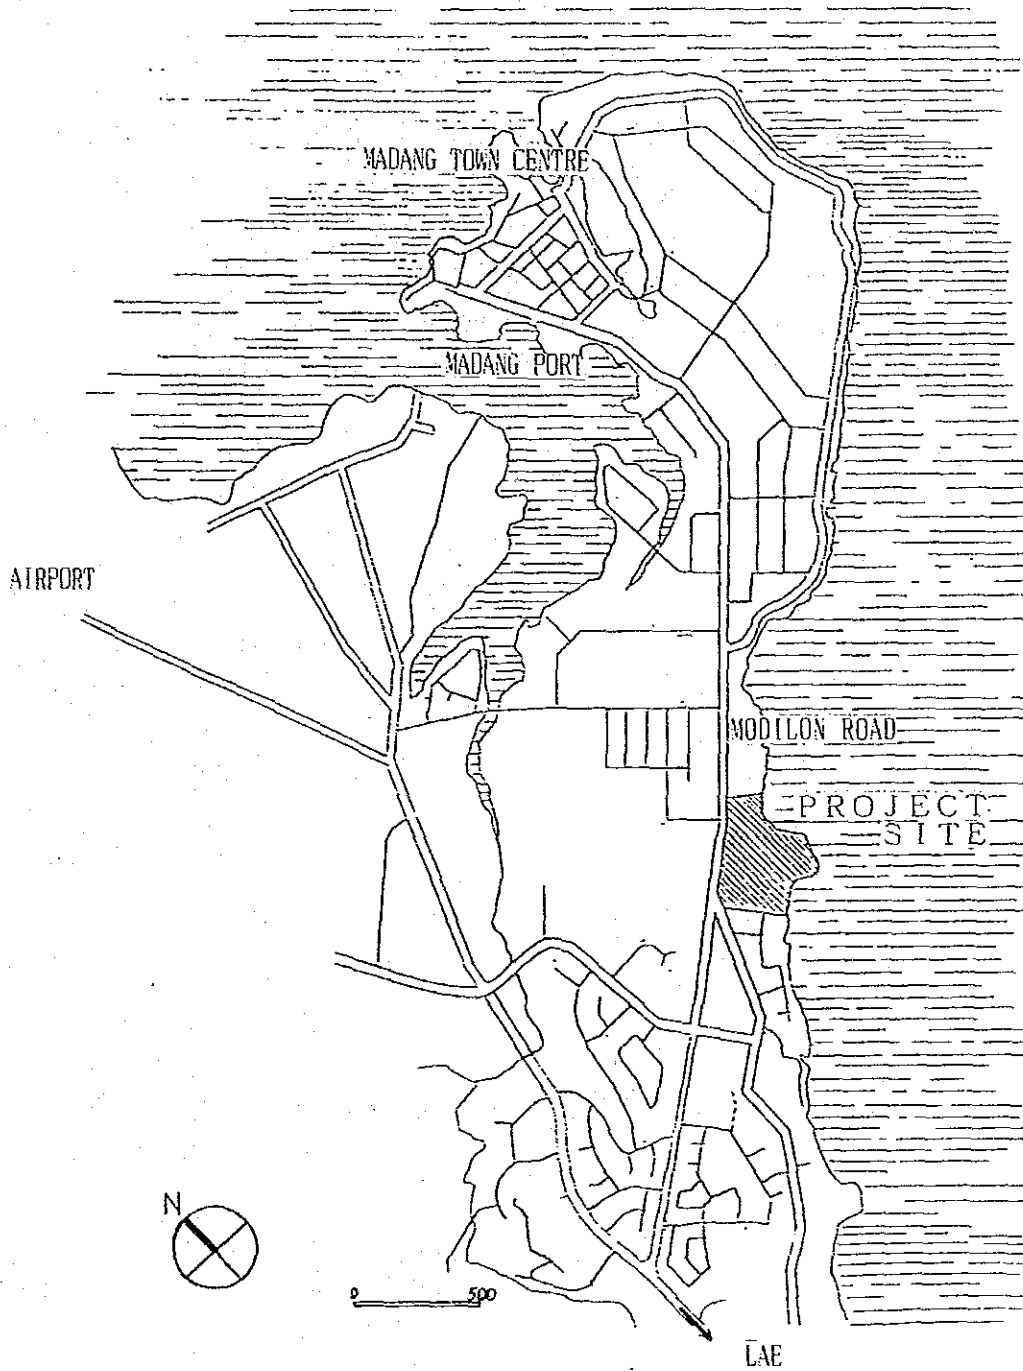 MADANG TOWN CENTRE
MADANG PORT
AIRPORT
MODILON ROAD
PROJECT
SITE
N
0 500
LAE